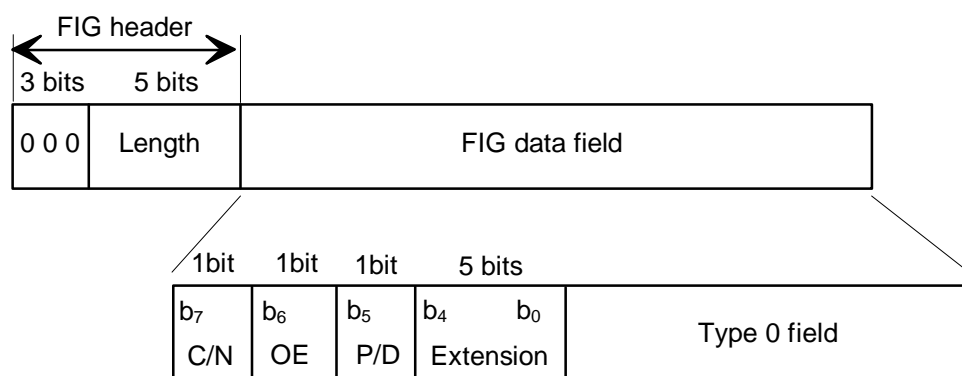 FIG header
3 bits 5 bits
0 0 0 Length FIG data field
1bit 1bit 1bit 5 bits
b7 b6 b5 b4 b0
C/N OE P/D Extension Type 0 field